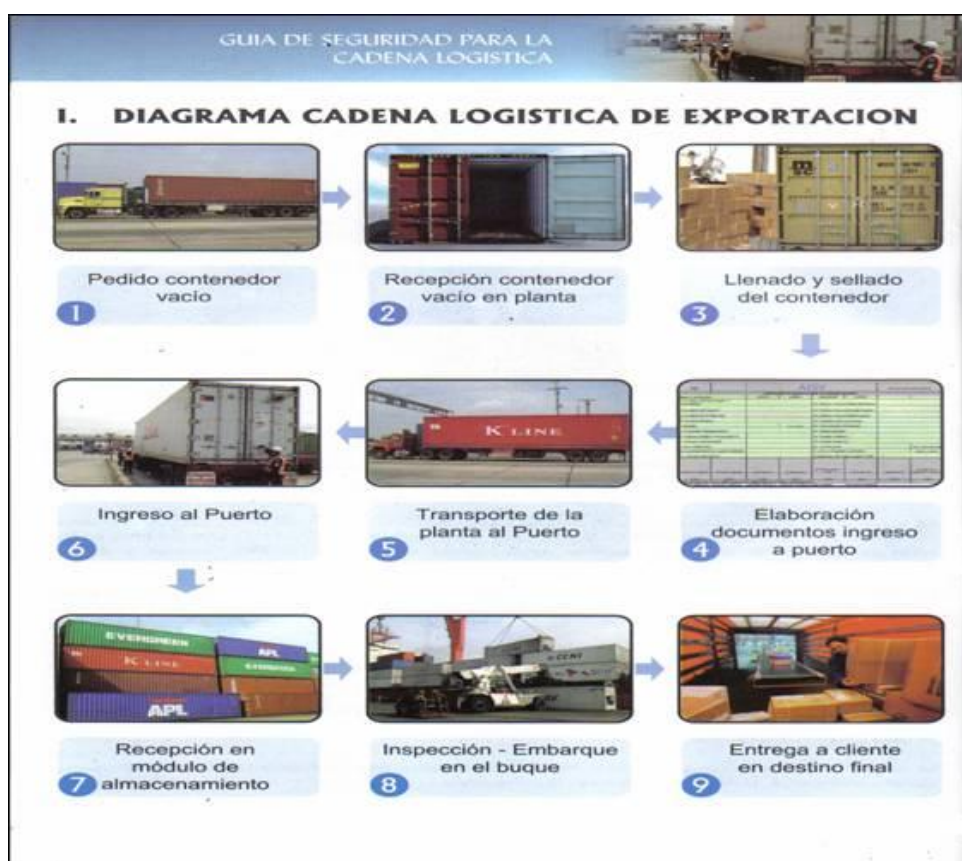 GUIA DE SEGURIDAD PARA LA
CADENA LOGISTICA
I. DIAGRAMA CADENA LOGISTICA DE EXPORTACION
Pedido contenedor
vacío
1
Recepción contenedor
vacío en planta
2
Llenado y sellado
del contenedor
3
AISV
Elaboración
documentos ingreso
a puerto
4
K LINE
Transporte de la
planta al Puerto
5
Ingreso al Puerto
6
EVERGREEN
APL
K LINE
EVERGREEN
APL
Recepción en
módulo de
almacenamiento
7
CCNI
Inspección - Embarque
en el buque
8
Entrega a cliente
en destino final
9